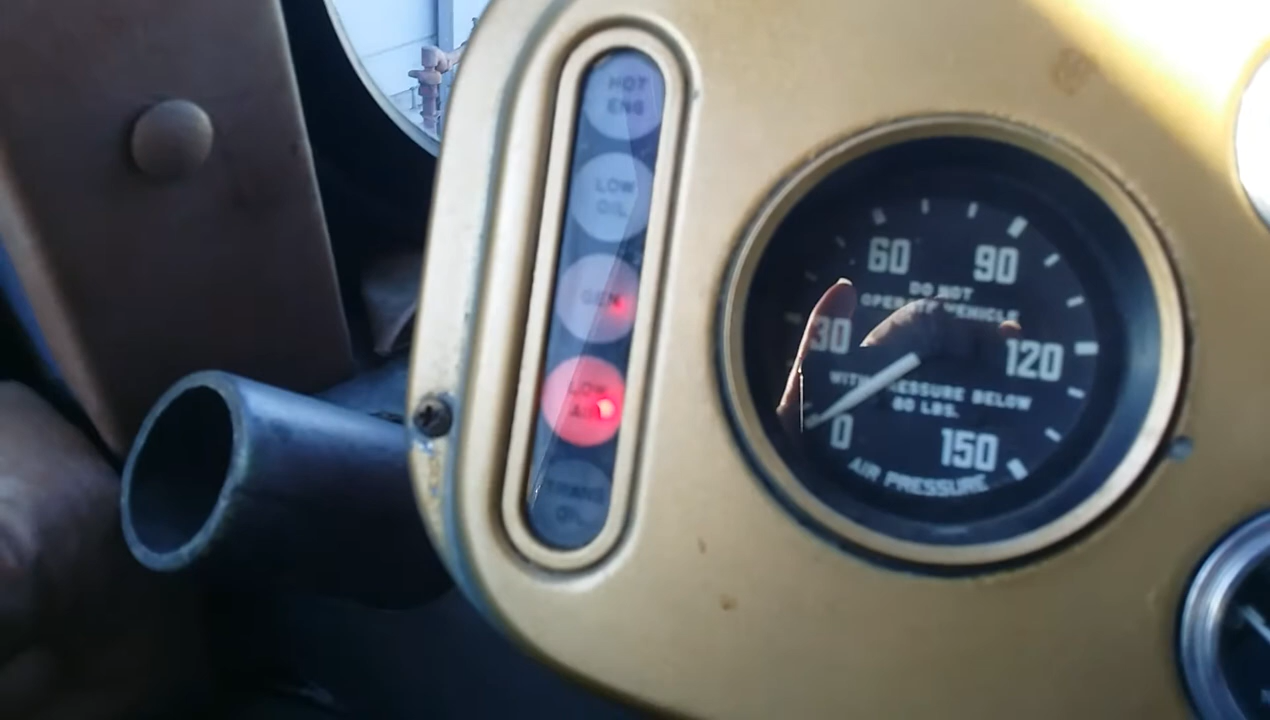 HOT
ENG
LOW
OIL
GEN
LOW
AIR
TRANS
OIL
60
90
DO NOT
OPERATE VEHICLE
30
120
WITH PRESSURE BELOW
80 LBS.
0
150
AIR PRESSURE